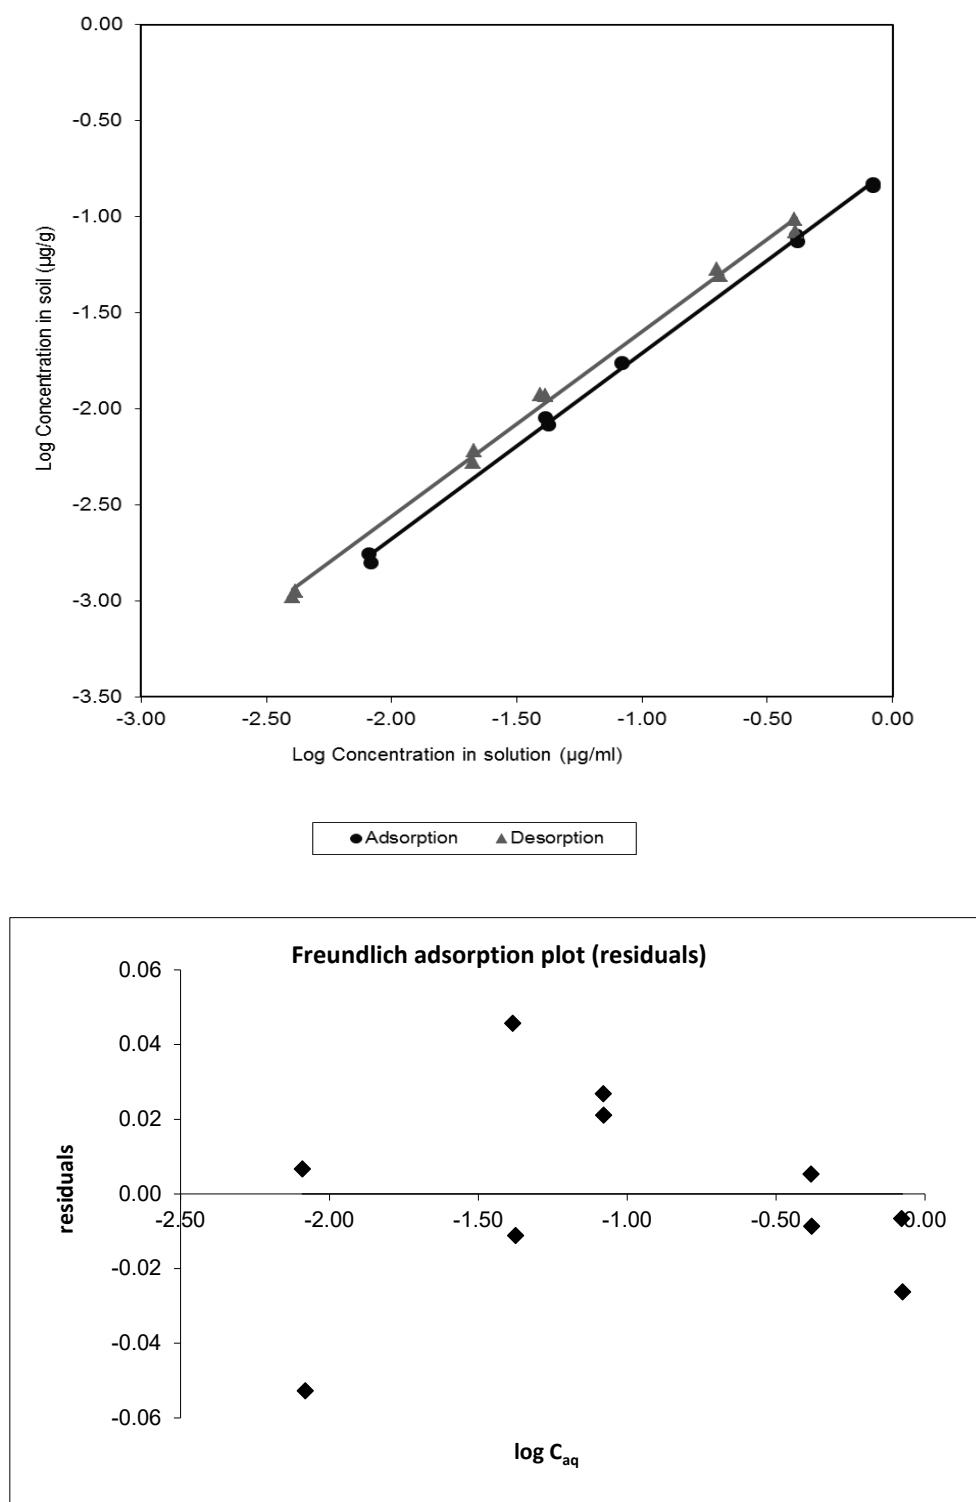 0.00
-0.50
-1.00
-1.50
-2.00
-2.50
-3.00
-3.50
Log Concentration in soil (µg/g)
-3.00 -2.50 -2.00 -1.50 -1.00 -0.50 0.00
Log Concentration in solution (µg/ml)
Adsorption Desorption
Freundlich adsorption plot (residuals)
0.06
0.04
0.02
0.00
-0.02
-0.04
-0.06
residuals
-2.50 -2.00 -1.50 -1.00 -0.50 0.00
log Caq